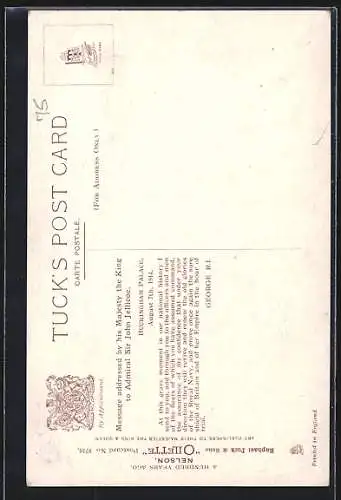 75
TUCK'S POST CARD
CARTE POSTALE.
(FOR ADDRESS ONLY)
By Appointment.
Message addressed by his Majesty the King
to Admiral Sir John Jellicoe.
BUCKINGHAM PALACE,
August 7th, 1914.
At this grave moment in our national history I
send to you, and through you to the officers and men
of the fleets of which you have assumed command,
the assurance of my confidence that under your
direction they will revive and renew the old glories
of the Royal Navy, and prove once again the sure
shield of Britain and of her Empire in the hour of
trial.
GEORGE R.I.
A HUNDRED YEARS AGO.
NELSON.
Raphael Tuck & Sons "OILETTE" Postcard No.
ART PUBLISHERS TO THEIR MAJESTIES THE KING & QUEEN.
Printed in England.